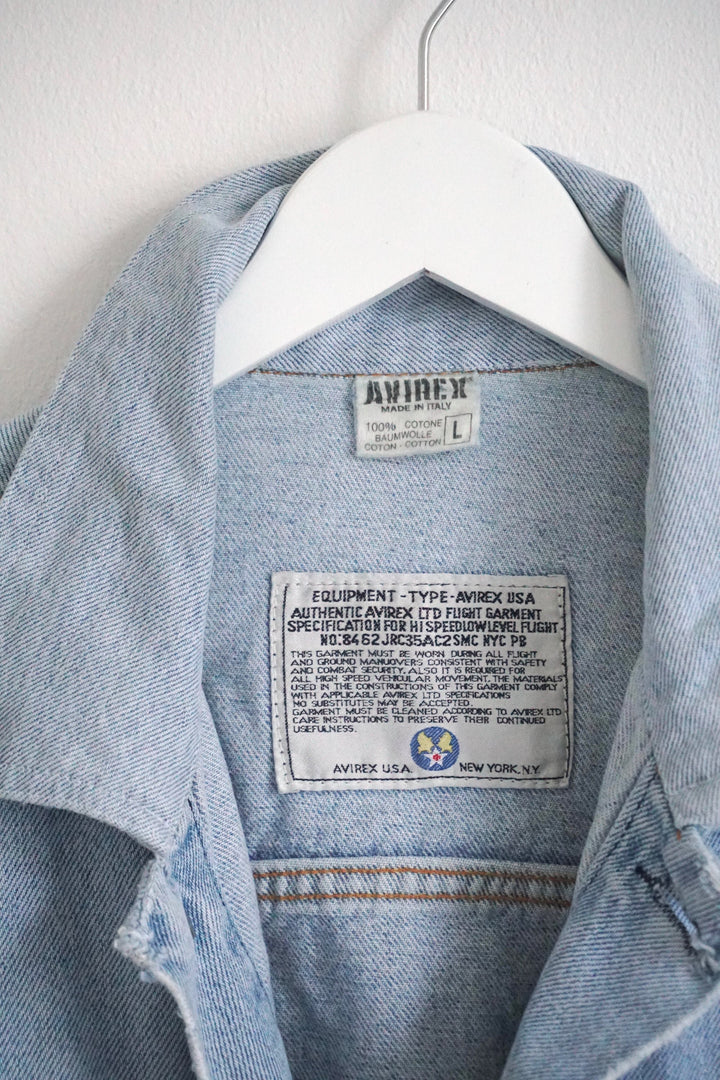 AVIREX
MADE IN ITALY
100% COTONE
BAUMWOLLE
COTON - COTTON
L
EQUIPMENT - TYPE - AVIREX USA
AUTHENTIC AVIREX LTD FLIGHT GARMENT
SPECIFICATION FOR HI SPEED LOW LEVEL FLIGHT
NO:8462JRC35AC2SMC NYC PB
THIS GARMENT MUST BE WORN DURING ALL FLIGHT
AND GROUND MANUOVERS CONSISTENT WITH SAFETY
AND COMBAT SECURITY. ALSO IT IS REQUIRED FOR
ALL HIGH SPEED VEHICULAR MOVEMENT. THE MATERIALS
USED IN THE CONSTRUCTIONS OF THIS GARMENT COMPLY
WITH APPLICABLE AVIREX LTD SPECIFICATIONS
NO SUBSTITUTES MAY BE ACCEPTED.
GARMENT MUST BE CLEANED ACCORDING TO AVIREX LTD
CARE INSTRUCTIONS TO PRESERVE THEIR CONTINUED
USEFULNESS.
AVIREX U.S.A. NEW YORK, N.Y.